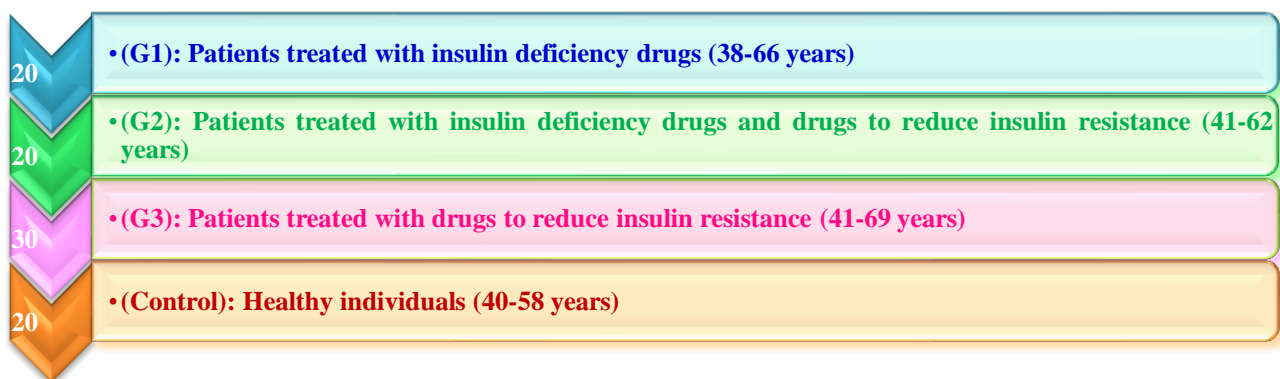 20
•(G1): Patients treated with insulin deficiency drugs (38-66 years)
20
•(G2): Patients treated with insulin deficiency drugs and drugs to reduce insulin resistance (41-62
years)
30
•(G3): Patients treated with drugs to reduce insulin resistance (41-69 years)
20
•(Control): Healthy individuals (40-58 years)